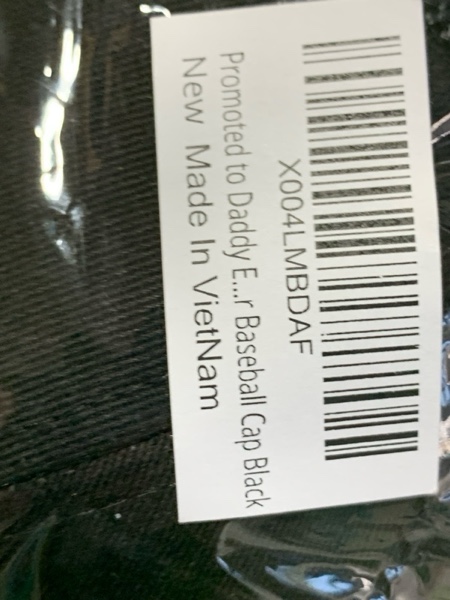 X004LMBDAF
Promoted to Daddy E...r Baseball Cap Black
New Made In VietNam